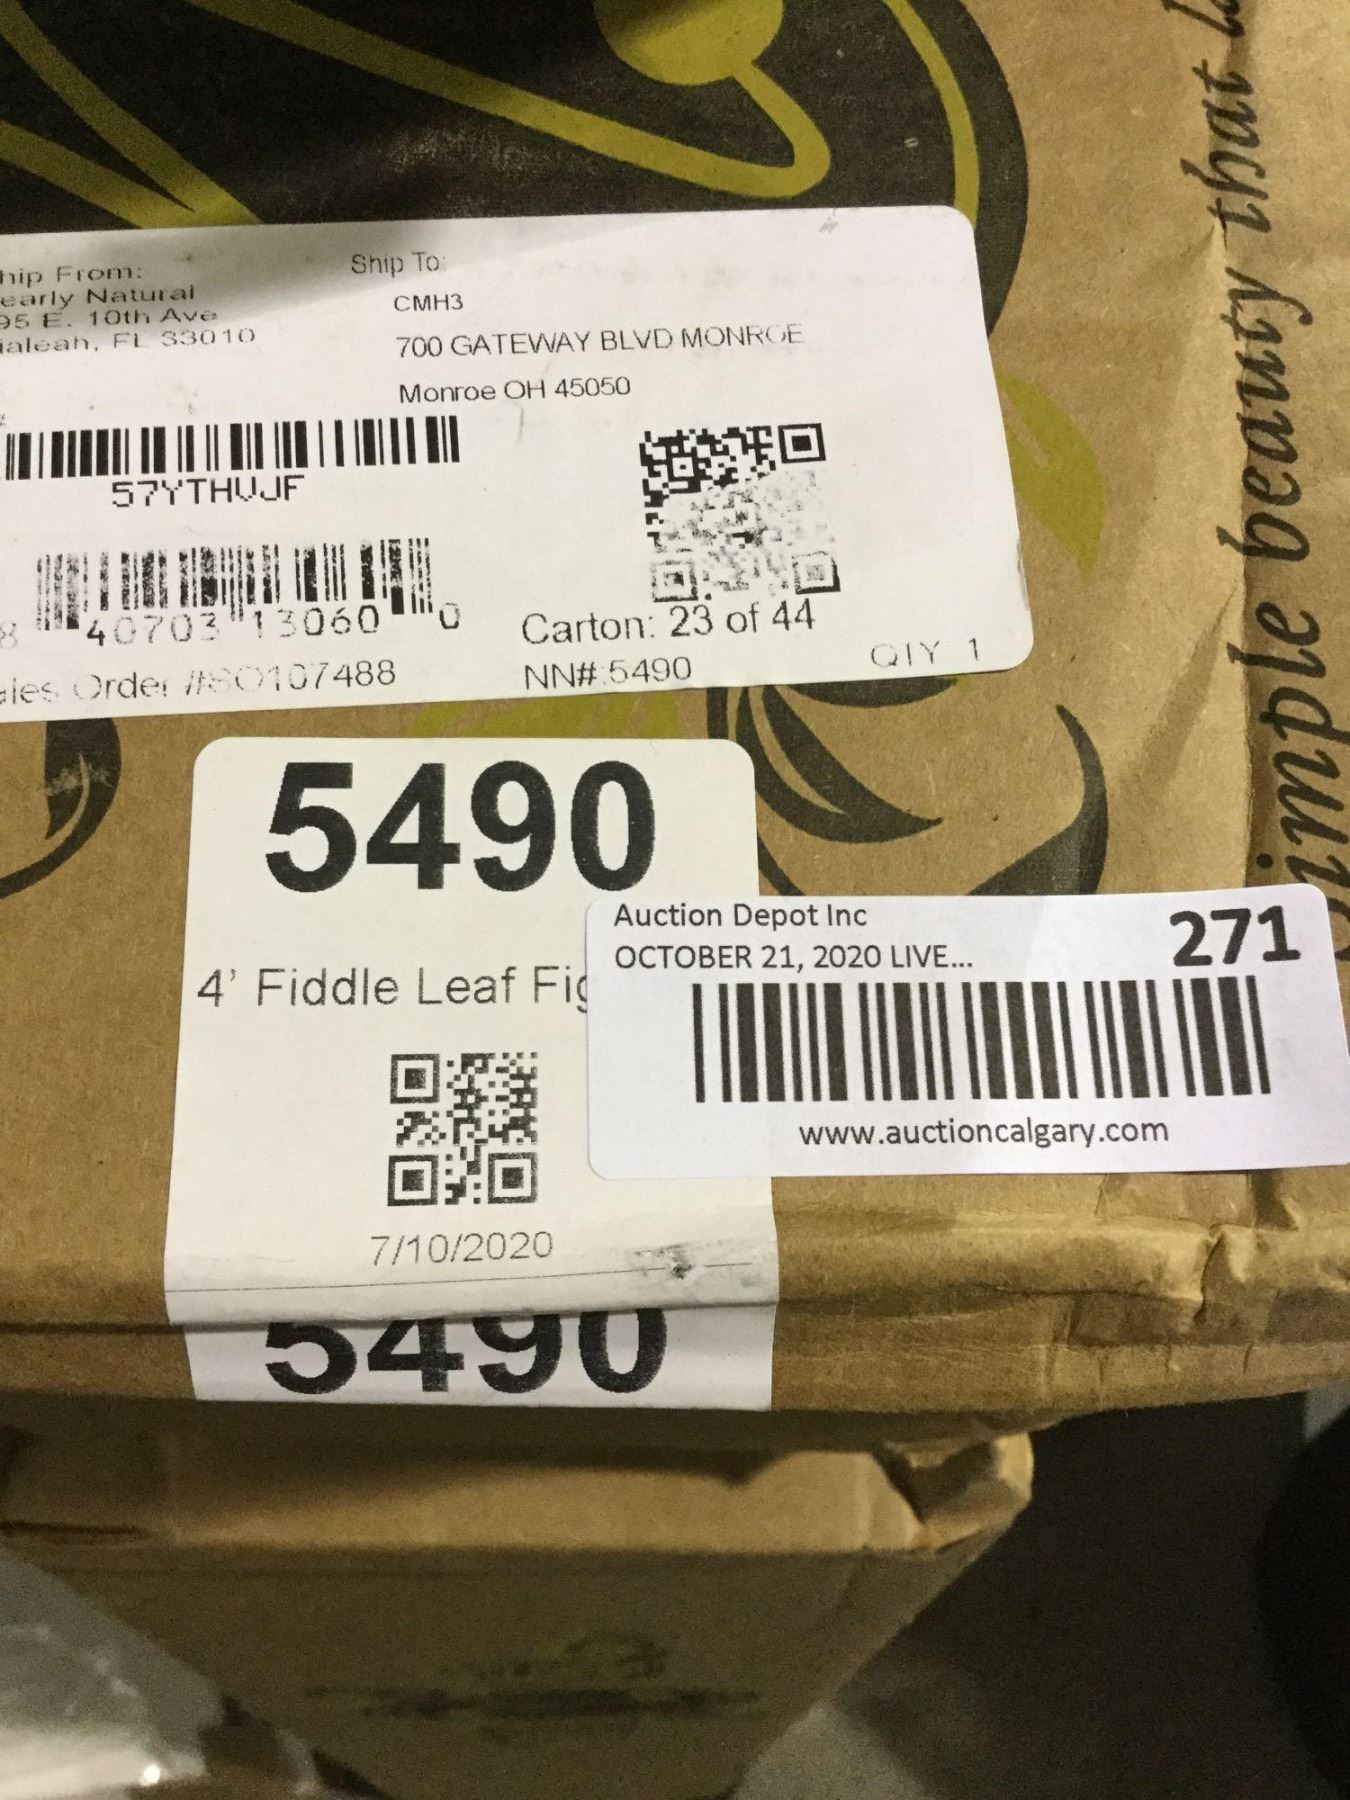 hip From:
early Natural
95 E. 10th Ave
ialeah, FL 33010
Ship To:
CMH3
700 GATEWAY BLVD MONROE
Monroe OH 45050
57YTHVJF
8 40703 13060 0
ales Order #SO107488
Carton: 23 of 44
NN#:5490
QTY 1
5490
4' Fiddle Leaf Fig
7/10/2020
5490
Auction Depot Inc
271
OCTOBER 21, 2020 LIVE...
www.auctioncalgary.com
imple beauty that